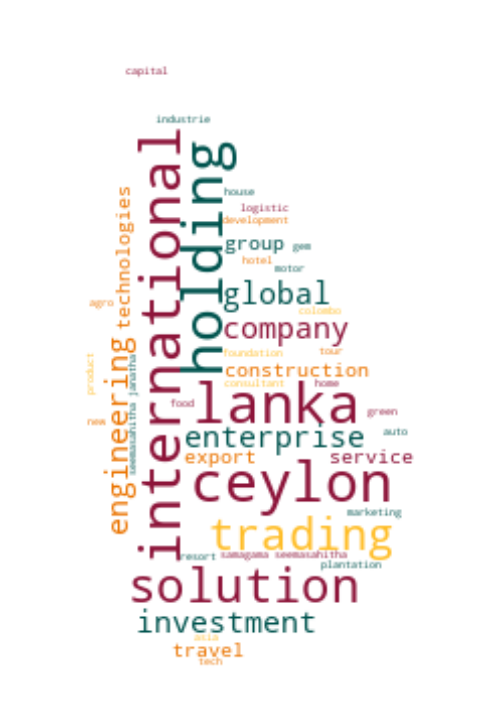 capital
industrie
international
holding
house
technologies
logistic
development
group
gem
hotel
motor
global
agro
colombo
company
foundation
tour
product
seemasahitha janatha
construction
engineering
consultant
home
lanka
food
green
new
enterprise
auto
export
service
ceylon
marketing
trading
resort
samagama seemasahitha
plantation
solution
investment
asia
travel
tech